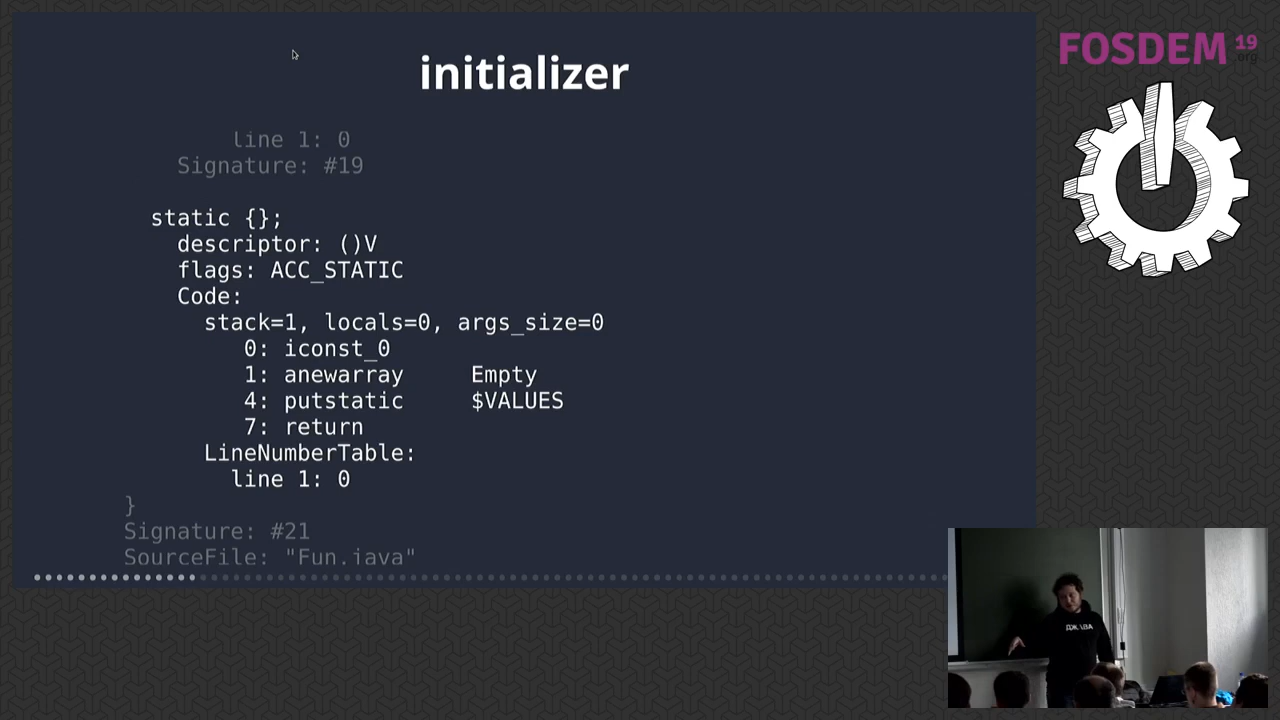 initializer
line 1: 0
Signature: #19
static {};
descriptor: ()V
flags: ACC_STATIC
Code:
stack=1, locals=0, args_size=0
0: iconst_0
1: anewarray Empty
4: putstatic $VALUES
7: return
LineNumberTable:
line 1: 0
}
Signature: #21
SourceFile: "Fun.java"
FOSDEM 19
.org